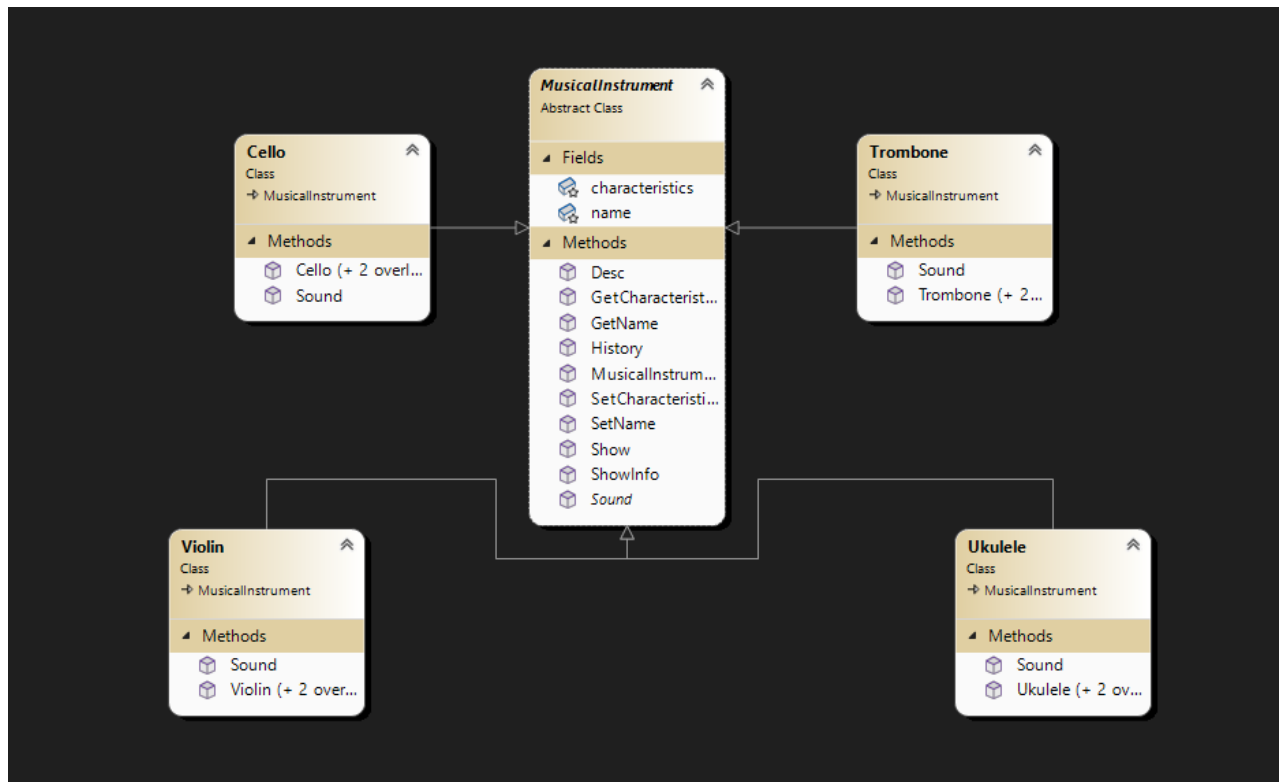 MusicalInstrument
Abstract Class
Fields
characteristics
name
Methods
Desc
GetCharacterist...
GetName
History
MusicalInstrum...
SetCharacteristi...
SetName
Show
ShowInfo
Sound
Cello
Class
MusicalInstrument
Methods
Cello (+ 2 overl...
Sound
Trombone
Class
MusicalInstrument
Methods
Sound
Trombone (+ 2...
Violin
Class
MusicalInstrument
Methods
Sound
Violin (+ 2 over...
Ukulele
Class
MusicalInstrument
Methods
Sound
Ukulele (+ 2 ov...